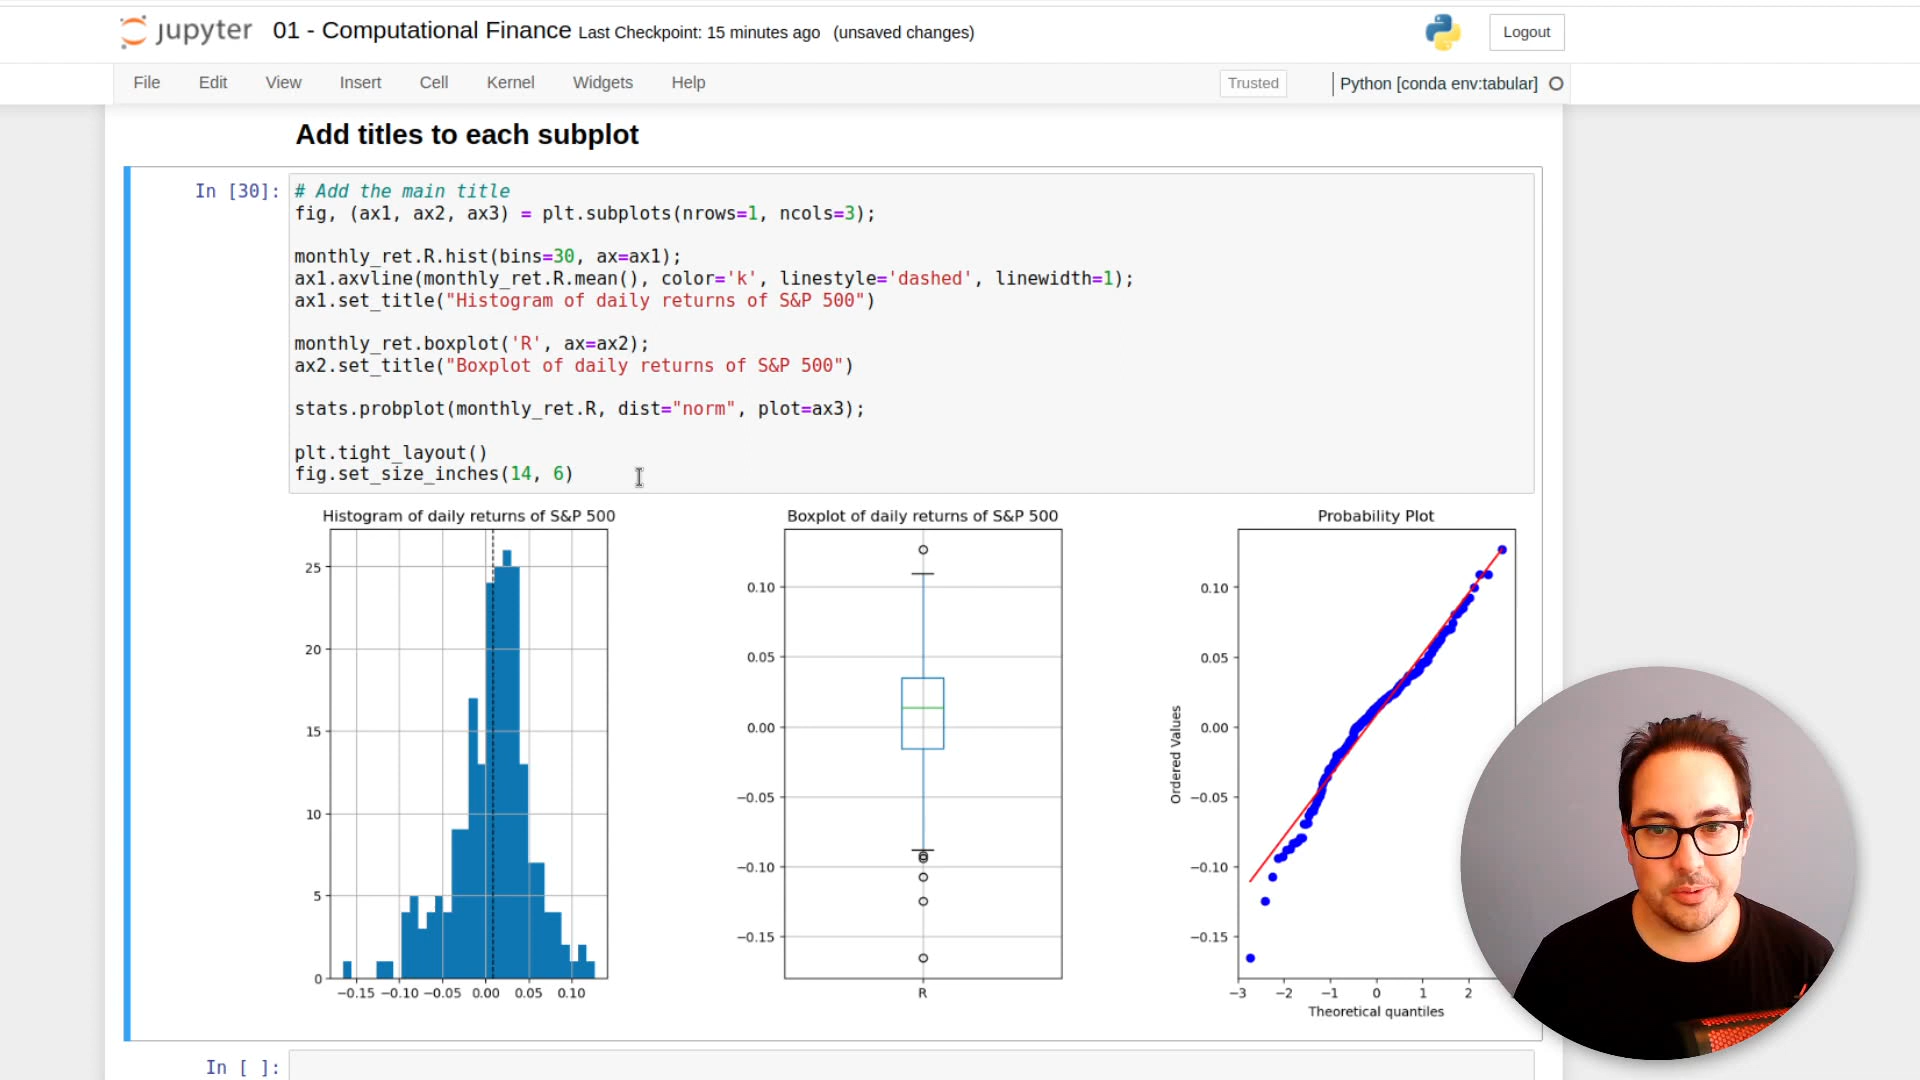 jupyter 01 - Computational Finance Last Checkpoint: 15 minutes ago (unsaved changes) Logout
File Edit View Insert Cell Kernel Widgets Help Trusted Python [conda env:tabular]
Add titles to each subplot
In [30]:
# Add the main title
fig, (ax1, ax2, ax3) = plt.subplots(nrows=1, ncols=3);
monthly_ret.R.hist(bins=30, ax=ax1);
ax1.axvline(monthly_ret.R.mean(), color='k', linestyle='dashed', linewidth=1);
ax1.set_title("Histogram of daily returns of S&P 500")
monthly_ret.boxplot('R', ax=ax2);
ax2.set_title("Boxplot of daily returns of S&P 500")
stats.probplot(monthly_ret.R, dist="norm", plot=ax3);
plt.tight_layout()
fig.set_size_inches(14, 6)
Histogram of daily returns of S&P 500
25
20
15
10
5
0
−0.15 −0.10 −0.05 0.00 0.05 0.10
Boxplot of daily returns of S&P 500
0.10
0.05
0.00
−0.05
−0.10
−0.15
R
Probability Plot
Ordered Values
0.10
0.05
0.00
−0.05
−0.10
−0.15
−3 −2 −1 0 1 2
Theoretical quantiles
In [ ]: